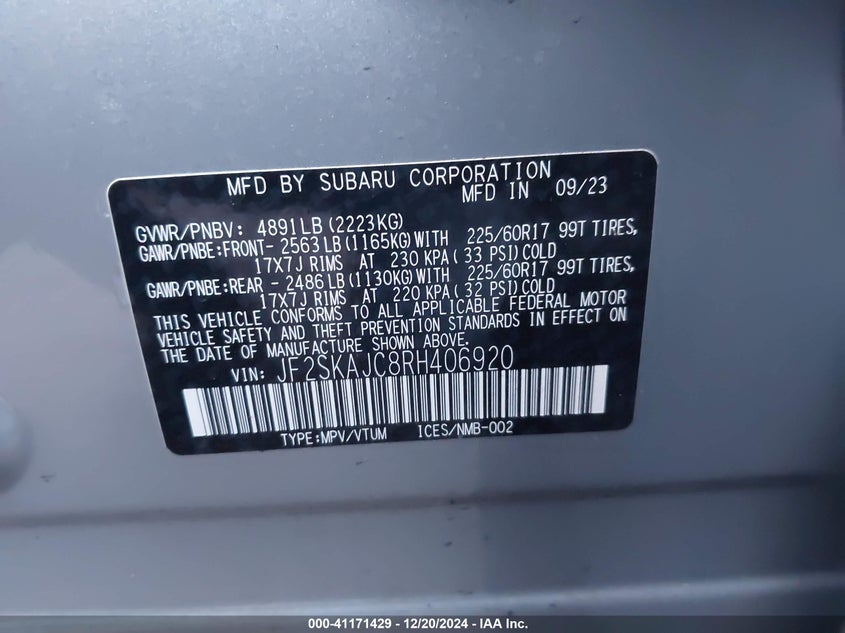 MFD BY SUBARU CORPORATION
MFD IN 09/23
GVWR/PNBV: 4891LB(2223KG)
GAWR/PNBE:FRONT- 2563LB(1165KG)WITH 225/60R17 99T TIRES,
17X7J RIMS AT 230 KPA( 33 PSI)COLD
GAWR/PNBE:REAR - 2486LB(1130KG)WITH 225/60R17 99T TIRES,
17X7J RIMS AT 220 KPA( 32 PSI)COLD
THIS VEHICLE CONFORMS TO ALL APPLICABLE FEDERAL MOTOR
VEHICLE SAFETY AND THEFT PREVENTION STANDARDS IN EFFECT ON
THE DATE OF MANUFACTURE SHOWN ABOVE.
VIN: JF2SKAJC8RH406920
TYPE:MPV/VTUM ICES/NMB-002
000-41171429 - 12/20/2024 - IAA Inc.